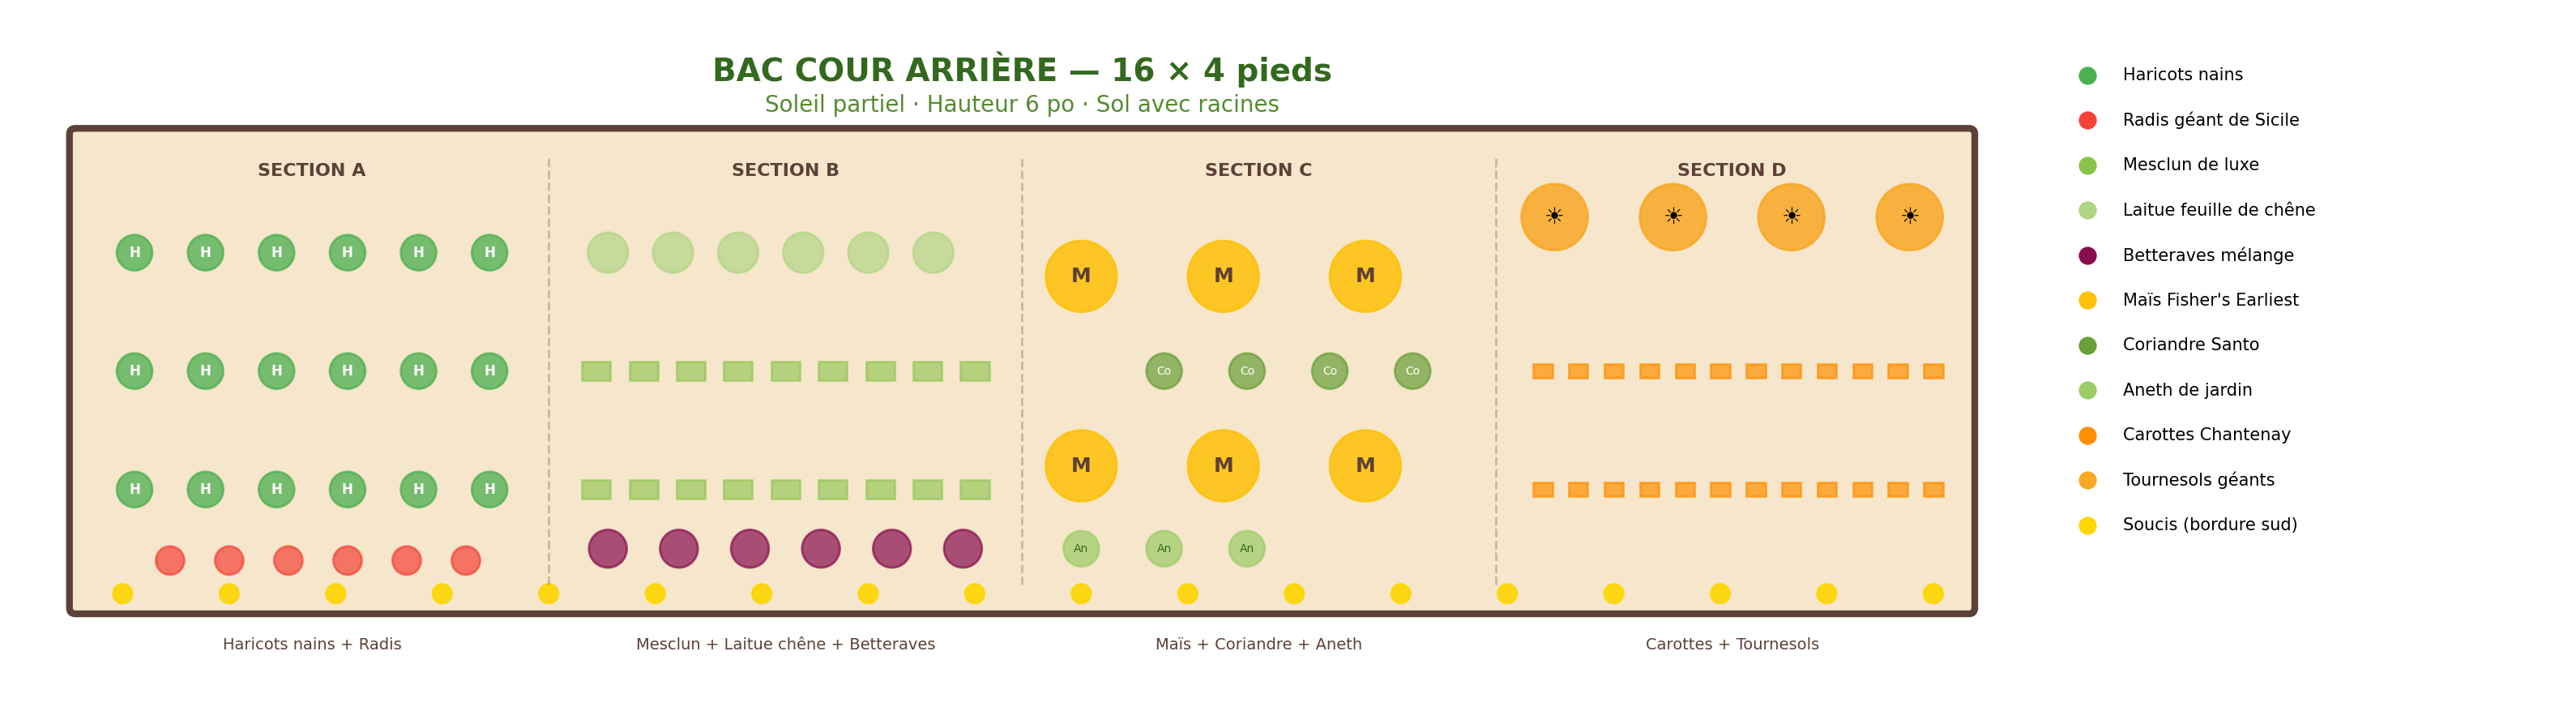 BAC COUR ARRIÈRE — 16 × 4 pieds
Soleil partiel · Hauteur 6 po · Sol avec racines
SECTION A
SECTION B
SECTION C
SECTION D
H H H H H H
M M M
H H H H H H
Co Co Co Co
M M M
H H H H H H
An An An
Haricots nains + Radis
Mesclun + Laitue chêne + Betteraves
Maïs + Coriandre + Aneth
Carottes + Tournesols
Haricots nains
Radis géant de Sicile
Mesclun de luxe
Laitue feuille de chêne
Betteraves mélange
Maïs Fisher's Earliest
Coriandre Santo
Aneth de jardin
Carottes Chantenay
Tournesols géants
Soucis (bordure sud)